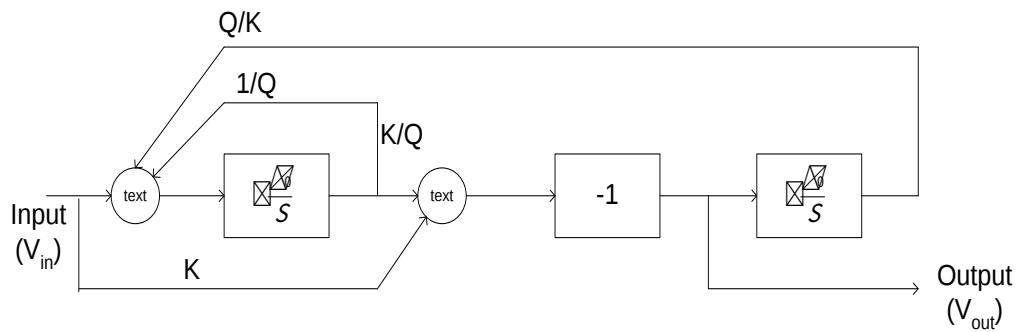 Q/K
1/Q
K/Q
text
S
text
-1
S
Input
(V_in)
K
Output
(V_out)